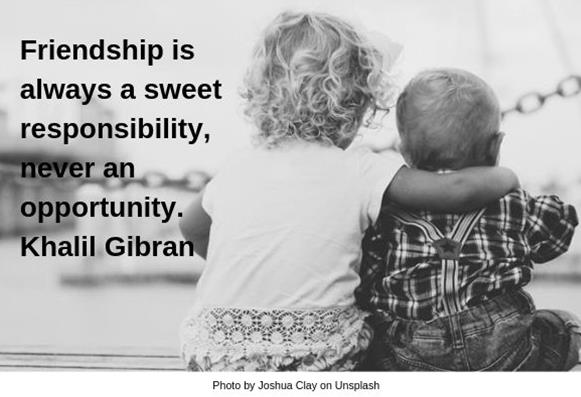 Friendship is
always a sweet
responsibility,
never an
opportunity.
Khalil Gibran
Photo by Joshua Clay on Unsplash